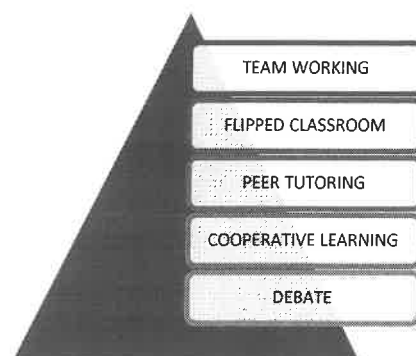 TEAM WORKING
FLIPPED CLASSROOM
PEER TUTORING
COOPERATIVE LEARNING
DEBATE